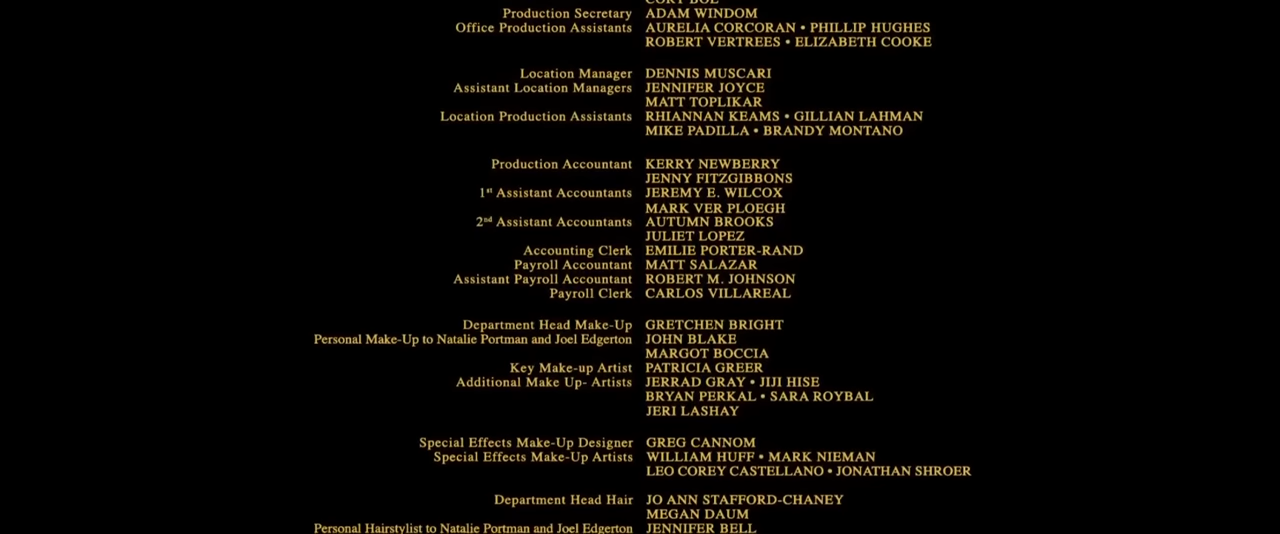 CORY BOE
Production Secretary ADAM WINDOM
Office Production Assistants AURELIA CORCORAN • PHILLIP HUGHES
ROBERT VERTREES • ELIZABETH COOKE
Location Manager DENNIS MUSCARI
Assistant Location Managers JENNIFER JOYCE
MATT TOPLIKAR
Location Production Assistants RHIANNAN KEAMS • GILLIAN LAHMAN
MIKE PADILLA • BRANDY MONTANO
Production Accountant KERRY NEWBERRY
JENNY FITZGIBBONS
1st Assistant Accountants JEREMY E. WILCOX
MARK VER PLOEGH
2nd Assistant Accountants AUTUMN BROOKS
JULIET LOPEZ
Accounting Clerk EMILIE PORTER-RAND
Payroll Accountant MATT SALAZAR
Assistant Payroll Accountant ROBERT M. JOHNSON
Payroll Clerk CARLOS VILLAREAL
Department Head Make-Up GRETCHEN BRIGHT
Personal Make-Up to Natalie Portman and Joel Edgerton JOHN BLAKE
MARGOT BOCCIA
Key Make-up Artist PATRICIA GREER
Additional Make Up- Artists JERRAD GRAY • JIJI HISE
BRYAN PERKAL • SARA ROYBAL
JERI LASHAY
Special Effects Make-Up Designer GREG CANNOM
Special Effects Make-Up Artists WILLIAM HUFF • MARK NIEMAN
LEO COREY CASTELLANO • JONATHAN SHROER
Department Head Hair JO ANN STAFFORD-CHANEY
MEGAN DAUM
Personal Hairstylist to Natalie Portman and Joel Edgerton JENNIFER BELL